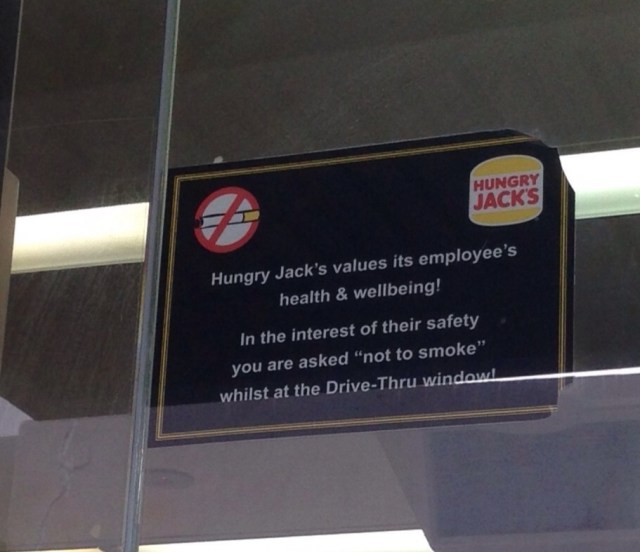 HUNGRY
JACK'S
Hungry Jack's values its employee's
health & wellbeing!
In the interest of their safety
you are asked “not to smoke”
whilst at the Drive-Thru window!